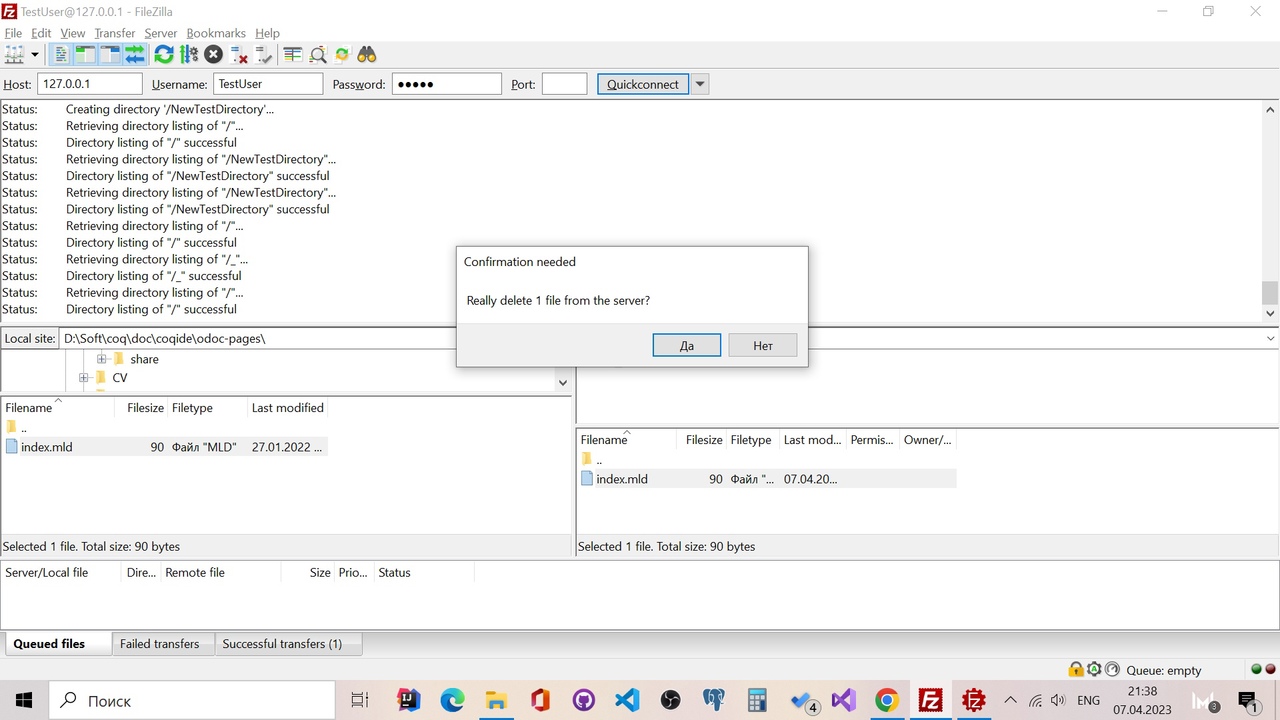 TestUser@127.0.0.1 - FileZilla
File Edit View Transfer Server Bookmarks Help
Host: 127.0.0.1 Username: TestUser Password: ●●●●● Port: Quickconnect
Status: Creating directory '/NewTestDirectory'...
Status: Retrieving directory listing of "/"...
Status: Directory listing of "/" successful
Status: Retrieving directory listing of "/NewTestDirectory"...
Status: Directory listing of "/NewTestDirectory" successful
Status: Retrieving directory listing of "/NewTestDirectory"...
Status: Directory listing of "/NewTestDirectory" successful
Status: Retrieving directory listing of "/"...
Status: Directory listing of "/" successful
Status: Retrieving directory listing of "/_"...
Status: Directory listing of "/_" successful
Status: Retrieving directory listing of "/"...
Status: Directory listing of "/" successful
Confirmation needed
Really delete 1 file from the server?
Да Нет
Local site: D:\Soft\coq\doc\coqide\odoc-pages\
share
CV
Filename Filesize Filetype Last modified
..
index.mld 90 Файл "MLD" 27.01.2022 ...
Selected 1 file. Total size: 90 bytes
Filename Filesize Filetype Last mod... Permis... Owner/...
..
index.mld 90 Файл "... 07.04.20...
Selected 1 file. Total size: 90 bytes
Server/Local file Dire... Remote file Size Prio... Status
Queued files Failed transfers Successful transfers (1)
Queue: empty
Поиск
4
ENG
21:38
07.04.2023
3
1